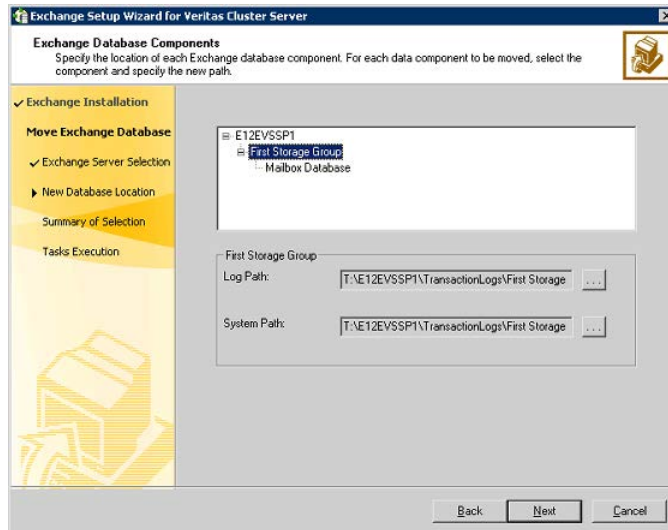 Exchange Setup Wizard for Veritas Cluster Server
Exchange Database Components
Specify the location of each Exchange database component. For each data component to be moved, select the
component and specify the new path.
Exchange Installation
Move Exchange Database
Exchange Server Selection
New Database Location
Summary of Selection
Tasks Execution
E12EVSSP1
First Storage Group
Mailbox Database
First Storage Group
Log Path:
T:\E12EVSSP1\TransactionLogs\First Storage
...
System Path:
T:\E12EVSSP1\TransactionLogs\First Storage
...
Back
Next
Cancel